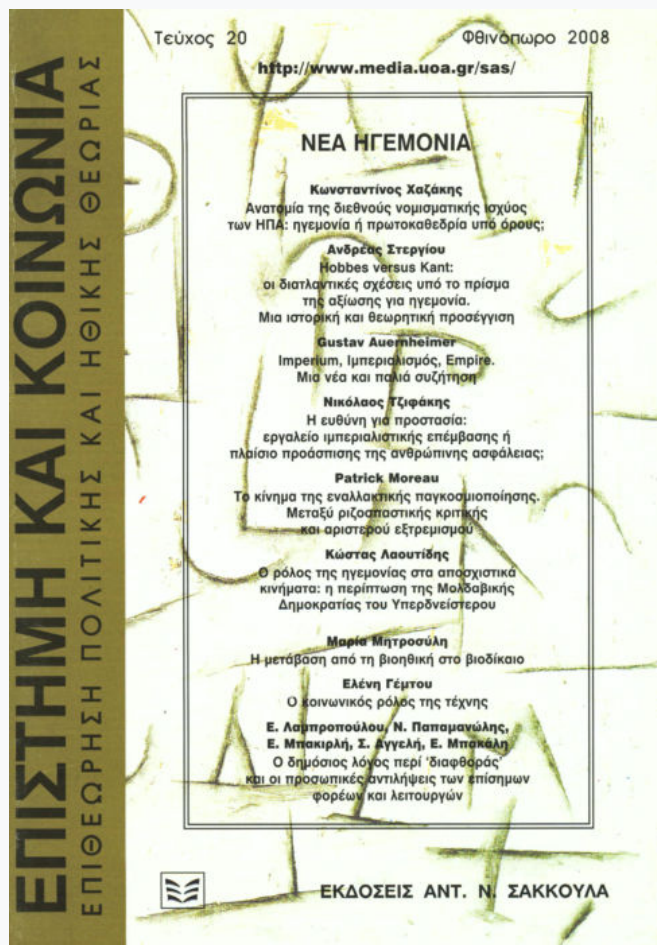 ΕΠΙΣΤΗΜΗ ΚΑΙ ΚΟΙΝΩΝΙΑ
ΕΠΙΘΕΩΡΗΣΗ ΠΟΛΙΤΙΚΗΣ ΚΑΙ ΗΘΙΚΗΣ ΘΕΩΡΙΑΣ
Τεύχος 20 Φθινόπωρο 2008
http://www.media.uoa.gr/sas/
ΝΕΑ ΗΓΕΜΟΝΙΑ
Κωνσταντίνος Χαζάκης
Ανατομία της διεθνούς νομισματικής ισχύος
των ΗΠΑ: ηγεμονία ή πρωτοκαθεδρία υπό όρους;
Ανδρέας Στεργίου
Hobbes versus Kant:
οι διατλαντικές σχέσεις υπό το πρίσμα
της αξίωσης για ηγεμονία.
Μια ιστορική και θεωρητική προσέγγιση
Gustav Auernheimer
Imperium, Ιμπεριαλισμός, Empire.
Μια νέα και παλιά συζήτηση
Νικόλαος Τζιφάκης
Η ευθύνη για προστασία:
εργαλείο ιμπεριαλιστικής επέμβασης ή
πλαίσιο προάσπισης της ανθρώπινης ασφάλειας;
Patrick Moreau
Το κίνημα της εναλλακτικής παγκοσμιοποίησης.
Μεταξύ ριζοσπαστικής κριτικής
και αριστερού εξτρεμισμού
Κώστας Λαουτίδης
Ο ρόλος της ηγεμονίας στα αποσχιστικά
κινήματα: η περίπτωση της Μολδαβικής
Δημοκρατίας του Υπερδνείστερου
Μαρία Μητροσύλη
Η μετάβαση από τη βιοηθική στο βιοδίκαιο
Ελένη Γέμτου
Ο κοινωνικός ρόλος της τέχνης
Ε. Λαμπροπούλου, Ν. Παπαμανώλης,
Ε. Μπακιρλή, Σ. Αγγελή, Ε. Μπακάλη
Ο δημόσιος λόγος περί ‘διαφθοράς’
και οι προσωπικές αντιλήψεις των επίσημων
φορέων και λειτουργών
ΕΚΔΟΣΕΙΣ ΑΝΤ. Ν. ΣΑΚΚΟΥΛΑ